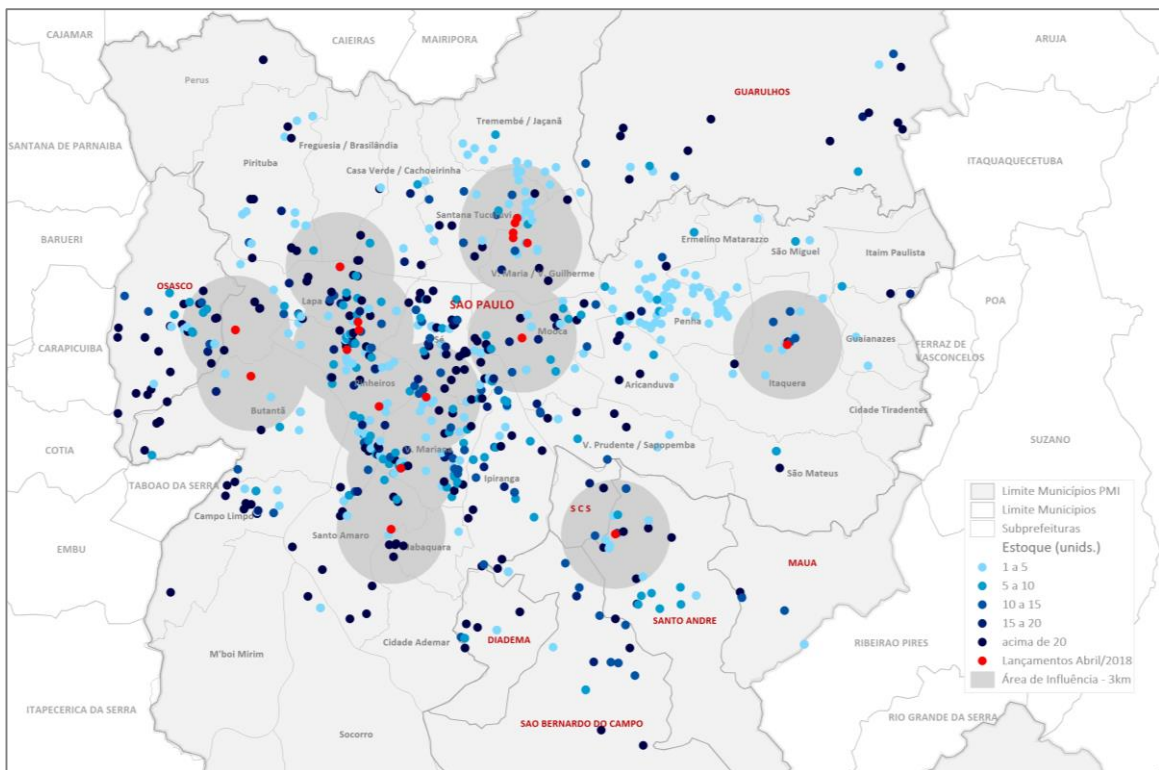 CAJAMAR
CAIEIRAS
MAIRIPORA
ARUJA
Perus
GUARULHOS
SANTANA DE PARNAIBA
Tremembé / Jaçanã
Freguesia / Brasilândia
Pirituba
Casa Verde / Cachoeirinha
ITAQUAQUECETUBA
Santana Tucuruvi
BARUERI
Ermelino Matarazzo
São Miguel
Itaim Paulista
V. Maria / V. Guilherme
OSASCO
Lapa
SAO PAULO
POA
Penha
Mooca
Sé
Guaianazes
FERRAZ DE
VASCONCELOS
CARAPICUIBA
Pinheiros
Aricanduva
Itaquera
Butantã
Cidade Tiradentes
SUZANO
COTIA
V. Mariana
V. Prudente / Sapopemba
São Mateus
Ipiranga
TABOAO DA SERRA
Campo Limpo
S C S
Santo Amaro
Jabaquara
EMBU
MAUA
SANTO ANDRE
DIADEMA
Cidade Ademar
RIBEIRAO PIRES
M'boi Mirim
ITAPECERICA DA SERRA
SAO BERNARDO DO CAMPO
RIO GRANDE DA SERRA
Socorro
Limite Municípios PMI
Limite Municípios
Subprefeituras
Estoque (unids.)
1 a 5
5 a 10
10 a 15
15 a 20
acima de 20
Lançamentos Abril/2018
Área de Influência - 3km